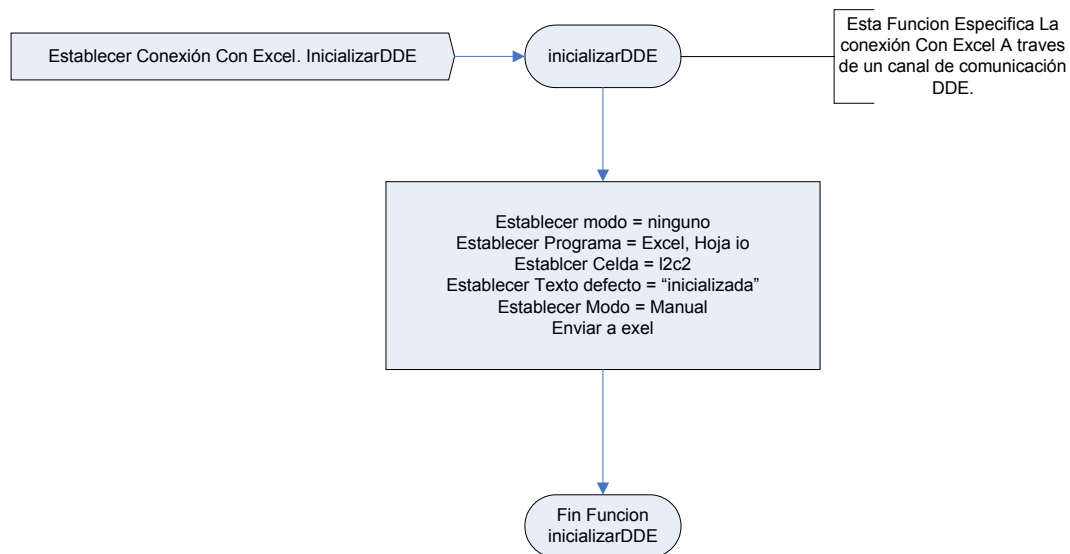 Establecer Conexión Con Excel. InicializarDDE
inicializarDDE
Esta Funcion Especifica La
conexión Con Excel A traves
de un canal de comunicación
DDE.
Establecer modo = ninguno
Establecer Programa = Excel, Hoja io
Establcer Celda = l2c2
Establecer Texto defecto = “inicializada”
Establecer Modo = Manual
Enviar a exel
Fin Funcion
inicializarDDE